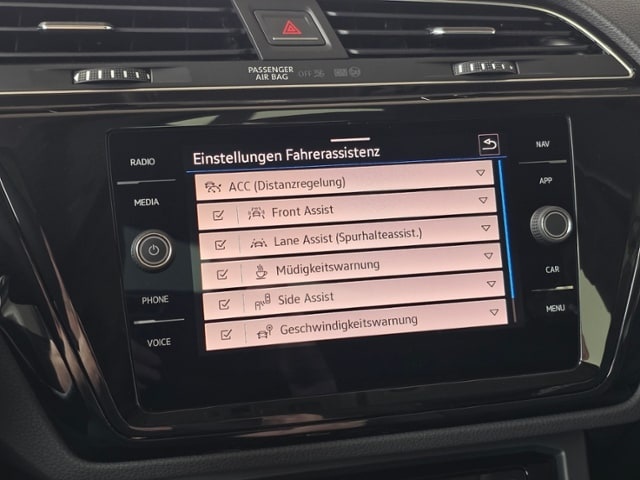 PASSENGER
AIR BAG OFF
RADIO
MEDIA
PHONE
VOICE
Einstellungen Fahrerassistenz
ACC (Distanzregelung)
Front Assist
Lane Assist (Spurhalteassist.)
Müdigkeitswarnung
Side Assist
Geschwindigkeitswarnung
NAV
APP
CAR
MENU